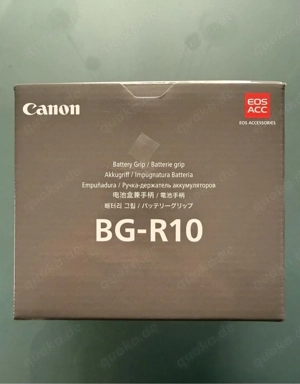 Canon
EOS
ACC
EOS ACCESSORIES
Battery Grip / Batterie grip
Akkugriff / Impugnatura Batteria
Empuñadura / Ручка-держатель аккумуляторов
电池盒兼手柄 / 電池手柄
배터리 그립 / バッテリーグリップ
BG-R10